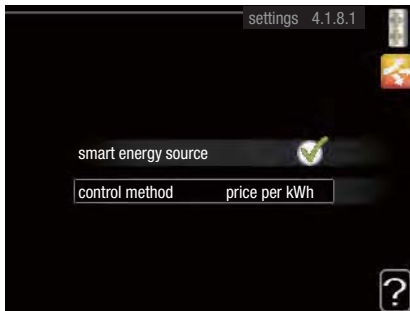 settings 4.1.8.1
smart energy source
control method price per kWh
?